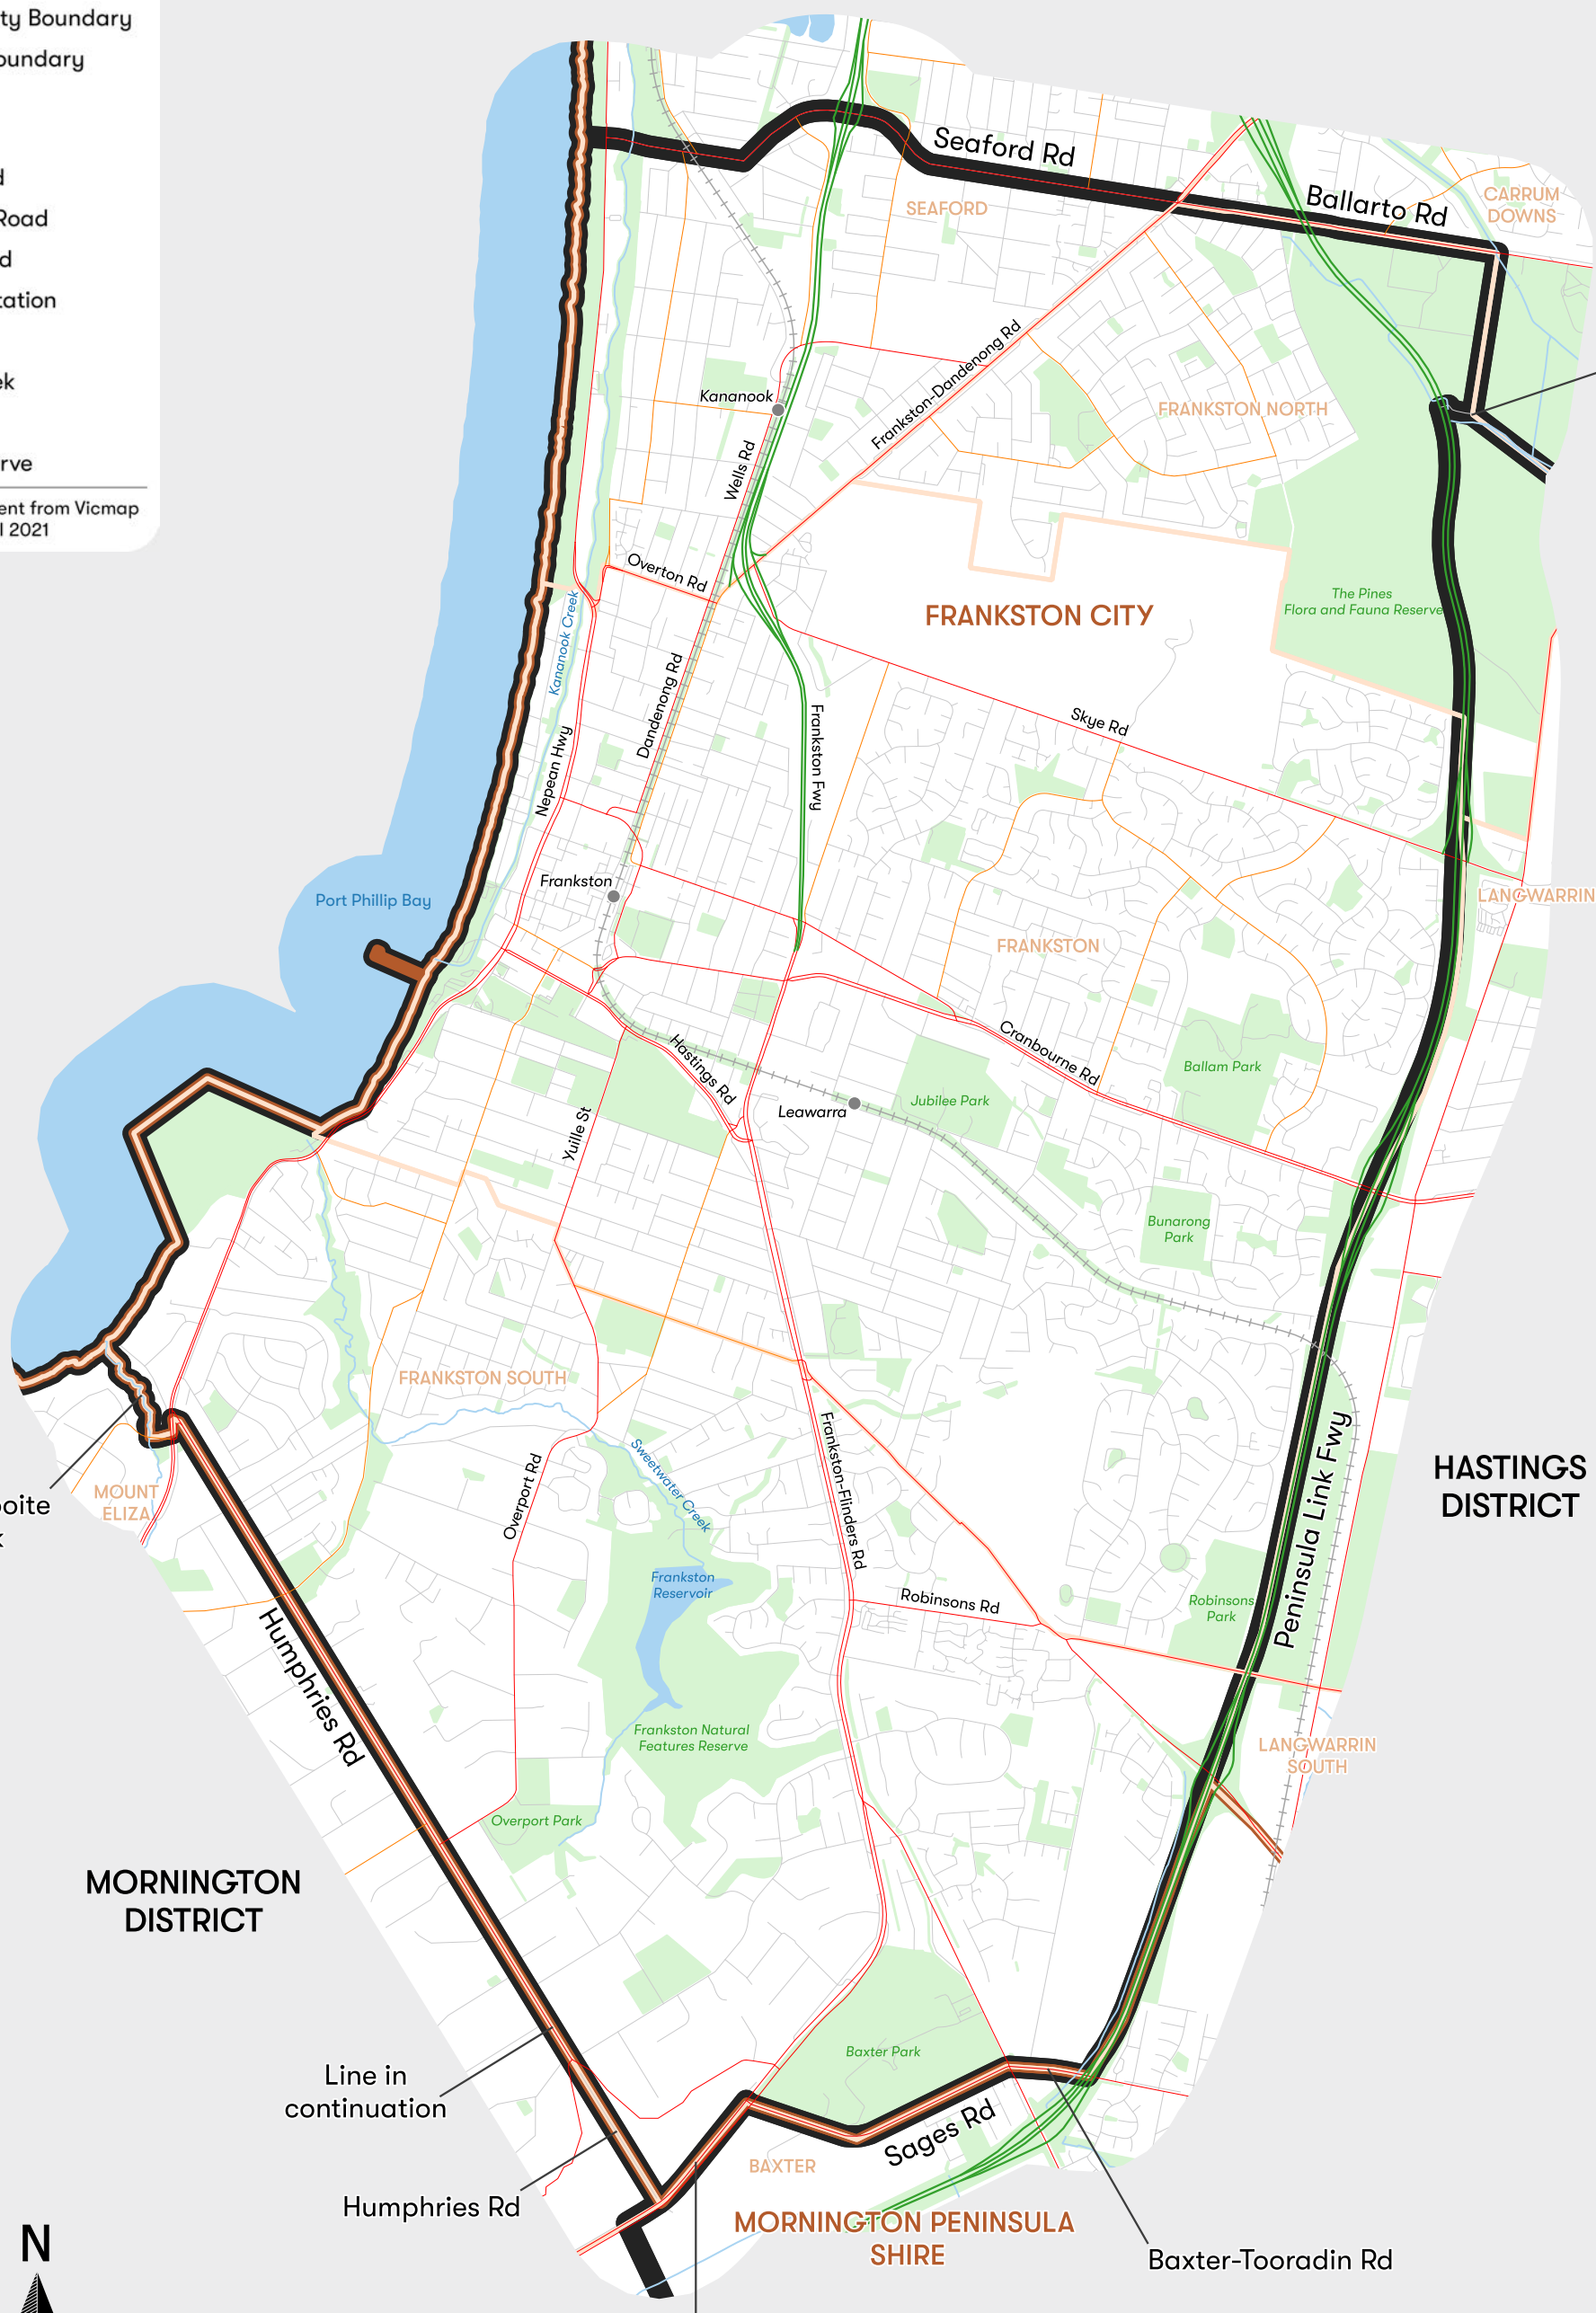 ty Boundary
oundary
d
Road
d
tation
ek
rve
ent from Vicmap
l 2021
Seaford Rd
Ballarto Rd
CARRUM
DOWNS
SEAFORD
Kananook
Frankston-Dandenong Rd
FRANKSTON NORTH
Wells Rd
Overton Rd
Kananook Creek
FRANKSTON CITY
The Pines
Flora and Fauna Reserve
Dandenong Rd
Nepean Hwy
Frankston Fwy
Skye Rd
Frankston
Port Phillip Bay
LANGWARRIN
FRANKSTON
Hastings Rd
Cranbourne Rd
Ballam Park
Jubilee Park
Leawarra
Yuille St
Bunarong
Park
FRANKSTON SOUTH
MOUNT
ELIZA
oite
k
Overport Rd
Sweetwater Creek
Frankston-Flinders Rd
Peninsula Link Fwy
HASTINGS
DISTRICT
Frankston
Reservoir
Robinsons Rd
Robinsons
Park
Humphries Rd
Frankston Natural
Features Reserve
LANGWARRIN
SOUTH
Overport Park
MORNINGTON
DISTRICT
Line in
continuation
Baxter Park
Sages Rd
BAXTER
Humphries Rd
MORNINGTON PENINSULA
SHIRE
Baxter-Tooradin Rd
N